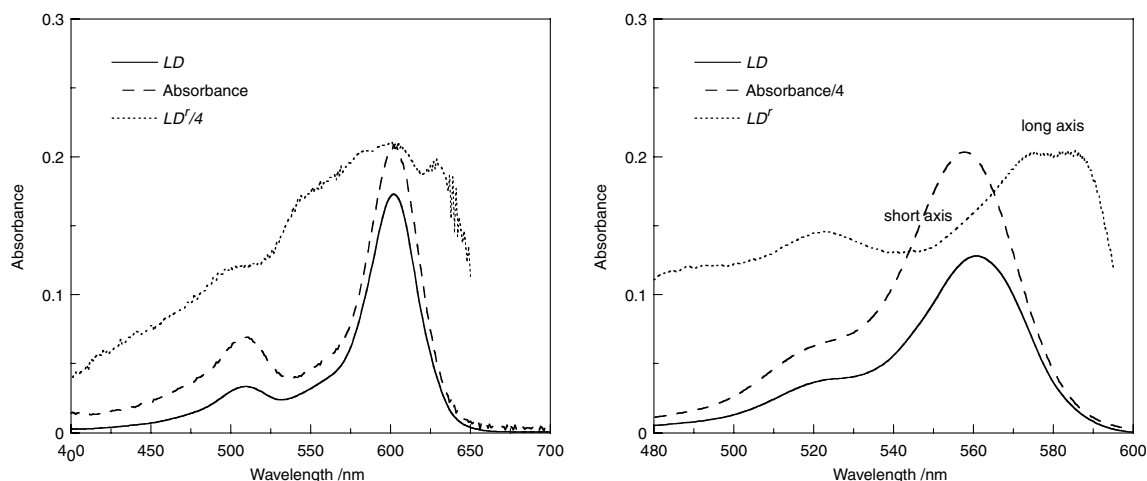 0.3
0.2
0.1
0
Absorbance
LD
Absorbance
LDʳ/4
400 450 500 550 600 650 700
Wavelength /nm
0.3
0.2
0.1
0
Absorbance
LD
Absorbance/4
LDʳ
long axis
short axis
480 500 520 540 560 580 600
Wavelength /nm